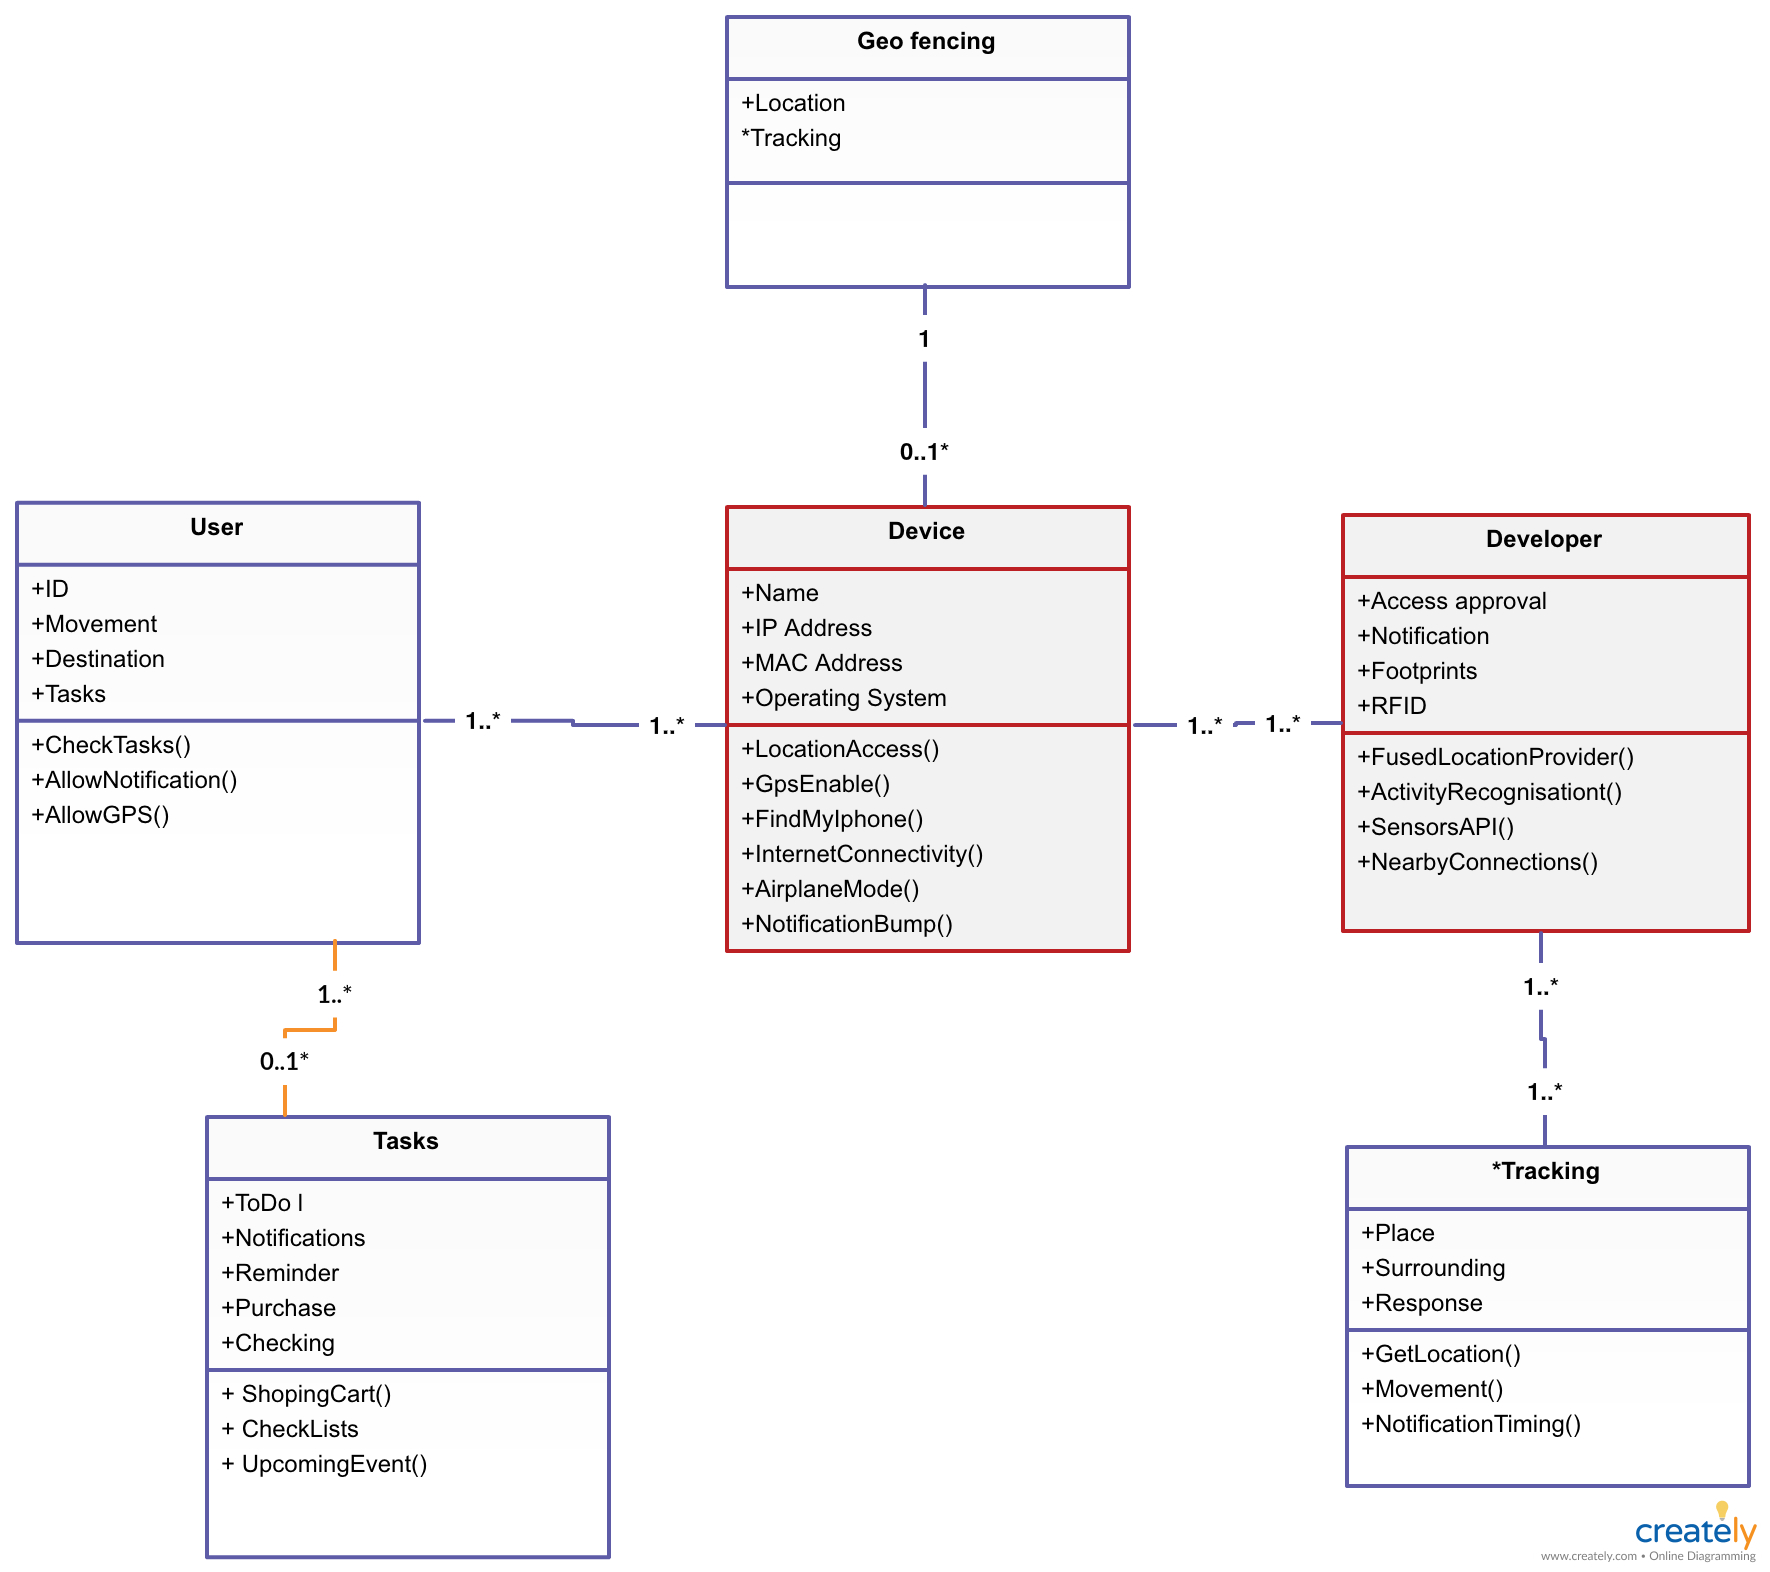 Geo fencing
+Location
*Tracking
1
0..1*
User
+ID
+Movement
+Destination
+Tasks
+CheckTasks()
+AllowNotification()
+AllowGPS()
1..*
1..*
Device
+Name
+IP Address
+MAC Address
+Operating System
+LocationAccess()
+GpsEnable()
+FindMyIphone()
+InternetConnectivity()
+AirplaneMode()
+NotificationBump()
1..*
1..*
Developer
+Access approval
+Notification
+Footprints
+RFID
+FusedLocationProvider()
+ActivityRecognisationt()
+SensorsAPI()
+NearbyConnections()
1..*
0..1*
Tasks
+ToDo l
+Notifications
+Reminder
+Purchase
+Checking
+ ShopingCart()
+ CheckLists
+ UpcomingEvent()
1..*
1..*
*Tracking
+Place
+Surrounding
+Response
+GetLocation()
+Movement()
+NotificationTiming()
creately
www.creately.com • Online Diagramming